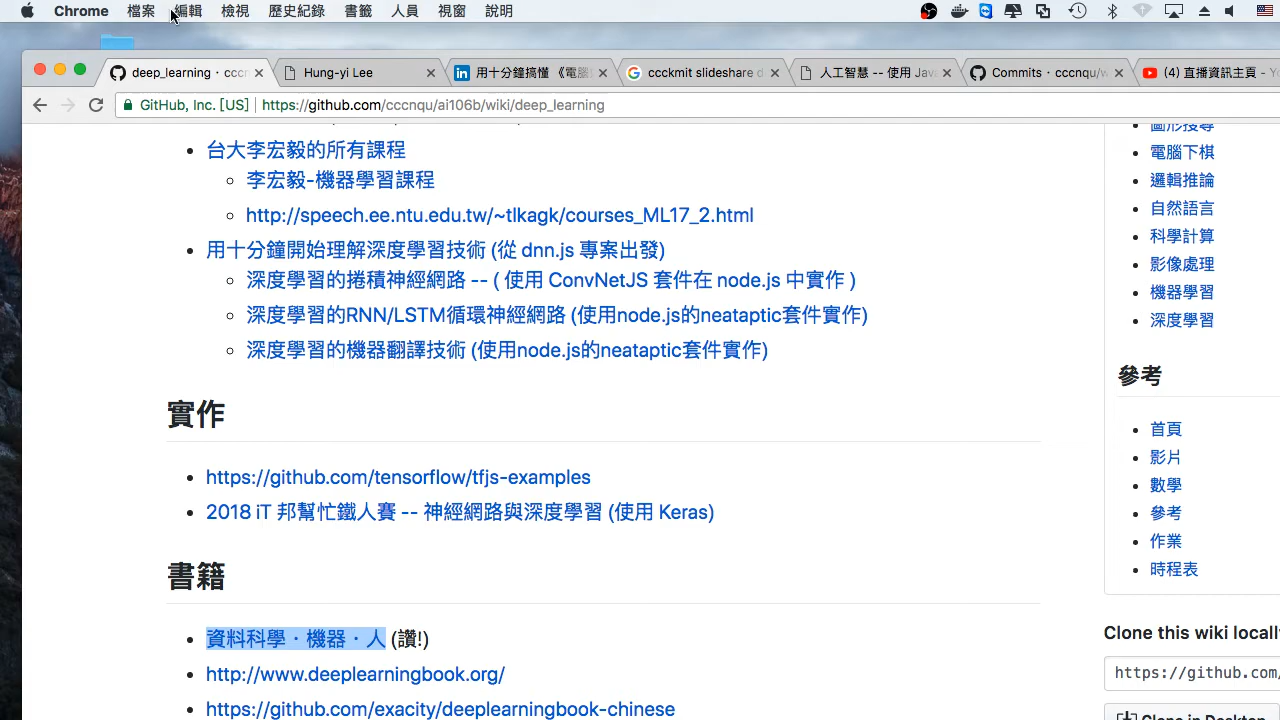 Chrome 檔案 編輯 檢視 歷史紀錄 書籤 人員 視窗 說明
deep_learning · cccn
Hung-yi Lee
用十分鐘搞懂 《電腦
ccckmit slideshare d
人工智慧 -- 使用 Java
Commits · cccnqu/w
(4) 直播資訊主頁 - Yo
GitHub, Inc. [US] https://github.com/cccnqu/ai106b/wiki/deep_learning
台大李宏毅的所有課程
李宏毅-機器學習課程
http://speech.ee.ntu.edu.tw/~tlkagk/courses_ML17_2.html
用十分鐘開始理解深度學習技術 (從 dnn.js 專案出發)
深度學習的捲積神經網路 -- ( 使用 ConvNetJS 套件在 node.js 中實作 )
深度學習的RNN/LSTM循環神經網路 (使用node.js的neataptic套件實作)
深度學習的機器翻譯技術 (使用node.js的neataptic套件實作)
實作
https://github.com/tensorflow/tfjs-examples
2018 iT 邦幫忙鐵人賽 -- 神經網路與深度學習 (使用 Keras)
書籍
資料科學・機器・人 (讚!)
http://www.deeplearningbook.org/
https://github.com/exacity/deeplearningbook-chinese
圖形搜尋
電腦下棋
邏輯推論
自然語言
科學計算
影像處理
機器學習
深度學習
參考
首頁
影片
數學
參考
作業
時程表
Clone this wiki locally
https://github.com/
Clone in Desktop